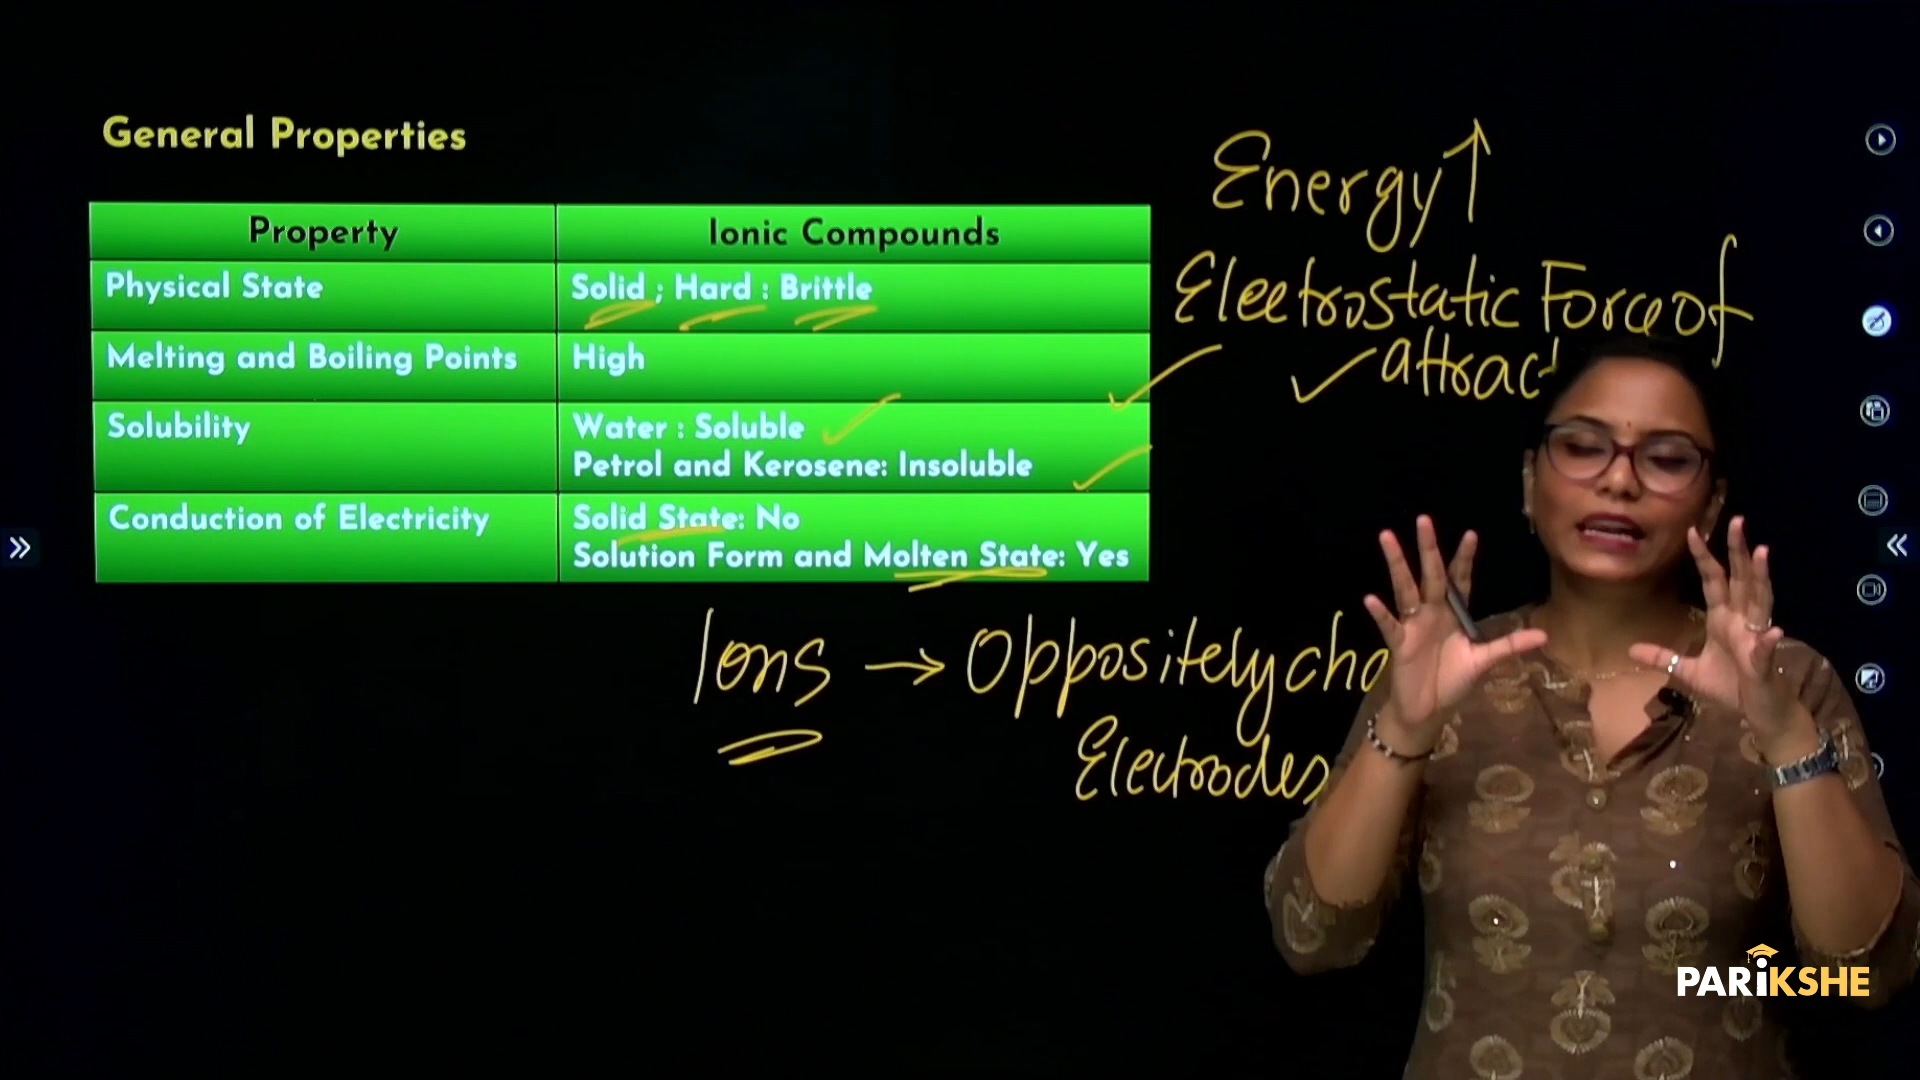 General Properties
Property
Ionic Compounds
Physical State
Solid ; Hard : Brittle
Melting and Boiling Points
High
Solubility
Water : Soluble
Petrol and Kerosene: Insoluble
Conduction of Electricity
Solid State: No
Solution Form and Molten State: Yes
Energy↑
Electrostatic Force of
attrac
Ions → Oppositely cha
Electrodes
PARiKSHE